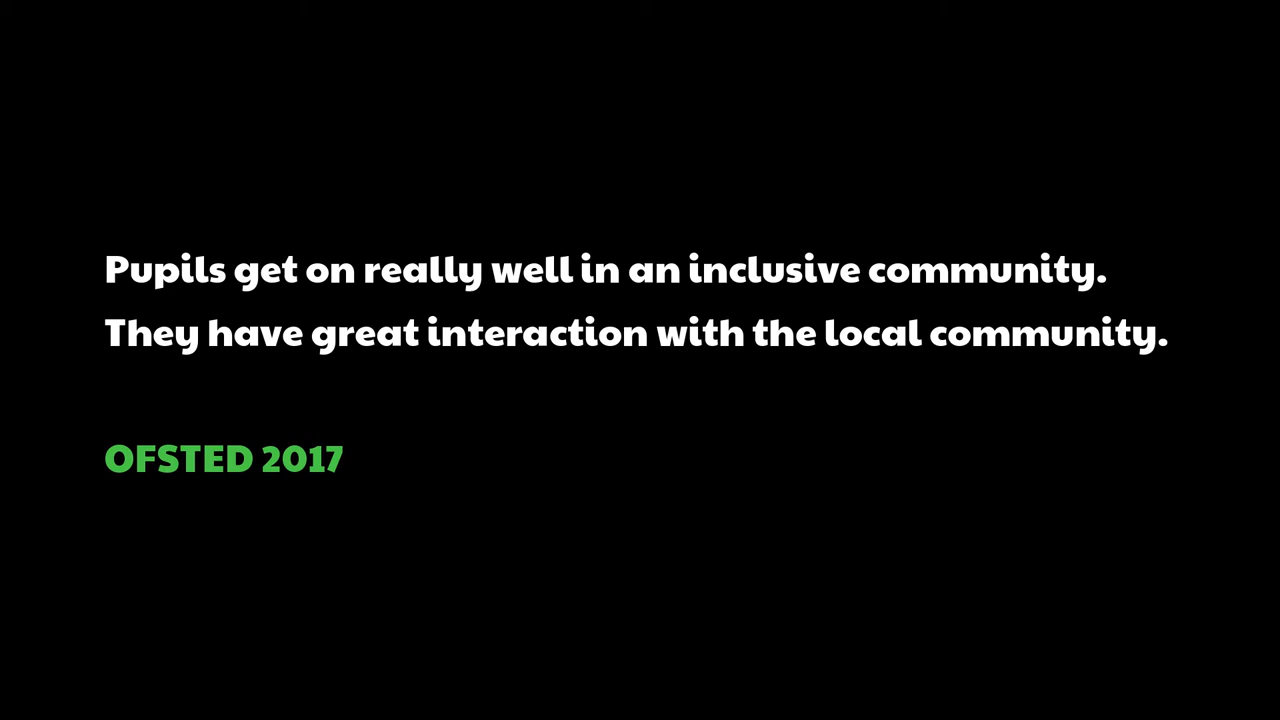 Pupils get on really well in an inclusive community.
They have great interaction with the local community.
OFSTED 2017